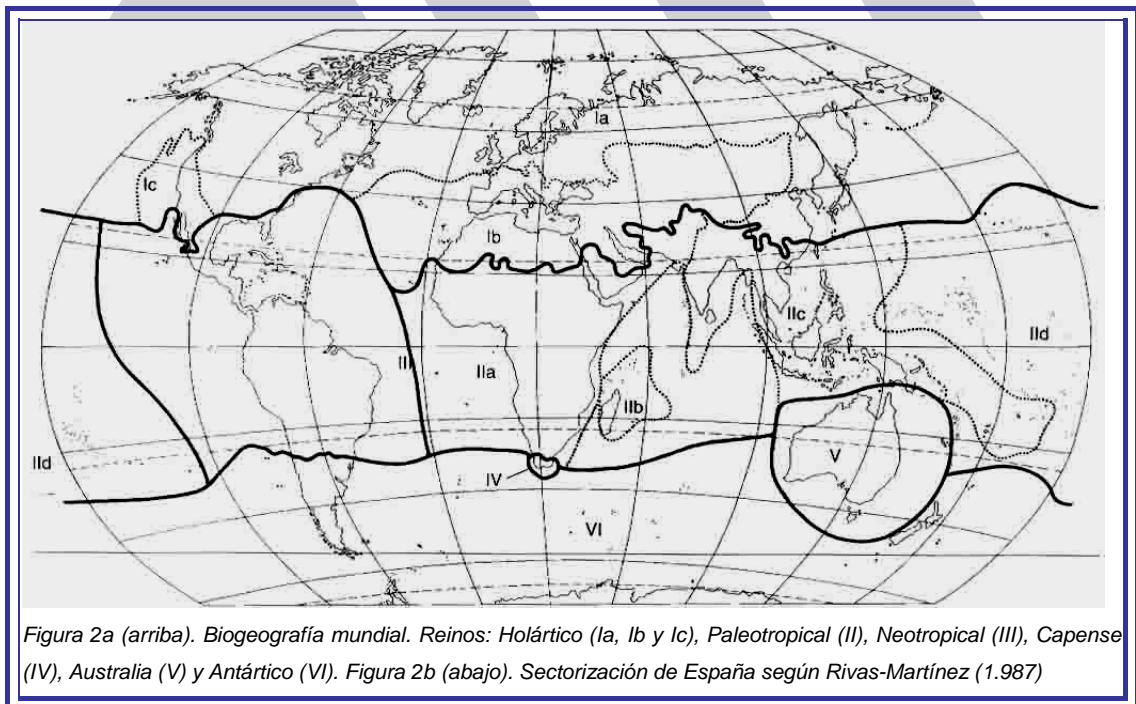 Ia
Ic
Ib
IIc
IId
III
IIa
IIb
IId
V
IV
VI
Figura 2a (arriba). Biogeografía mundial. Reinos: Holártico (Ia, Ib y Ic), Paleotropical (II), Neotropical (III), Capense
(IV), Australia (V) y Antártico (VI). Figura 2b (abajo). Sectorización de España según Rivas-Martínez (1.987)